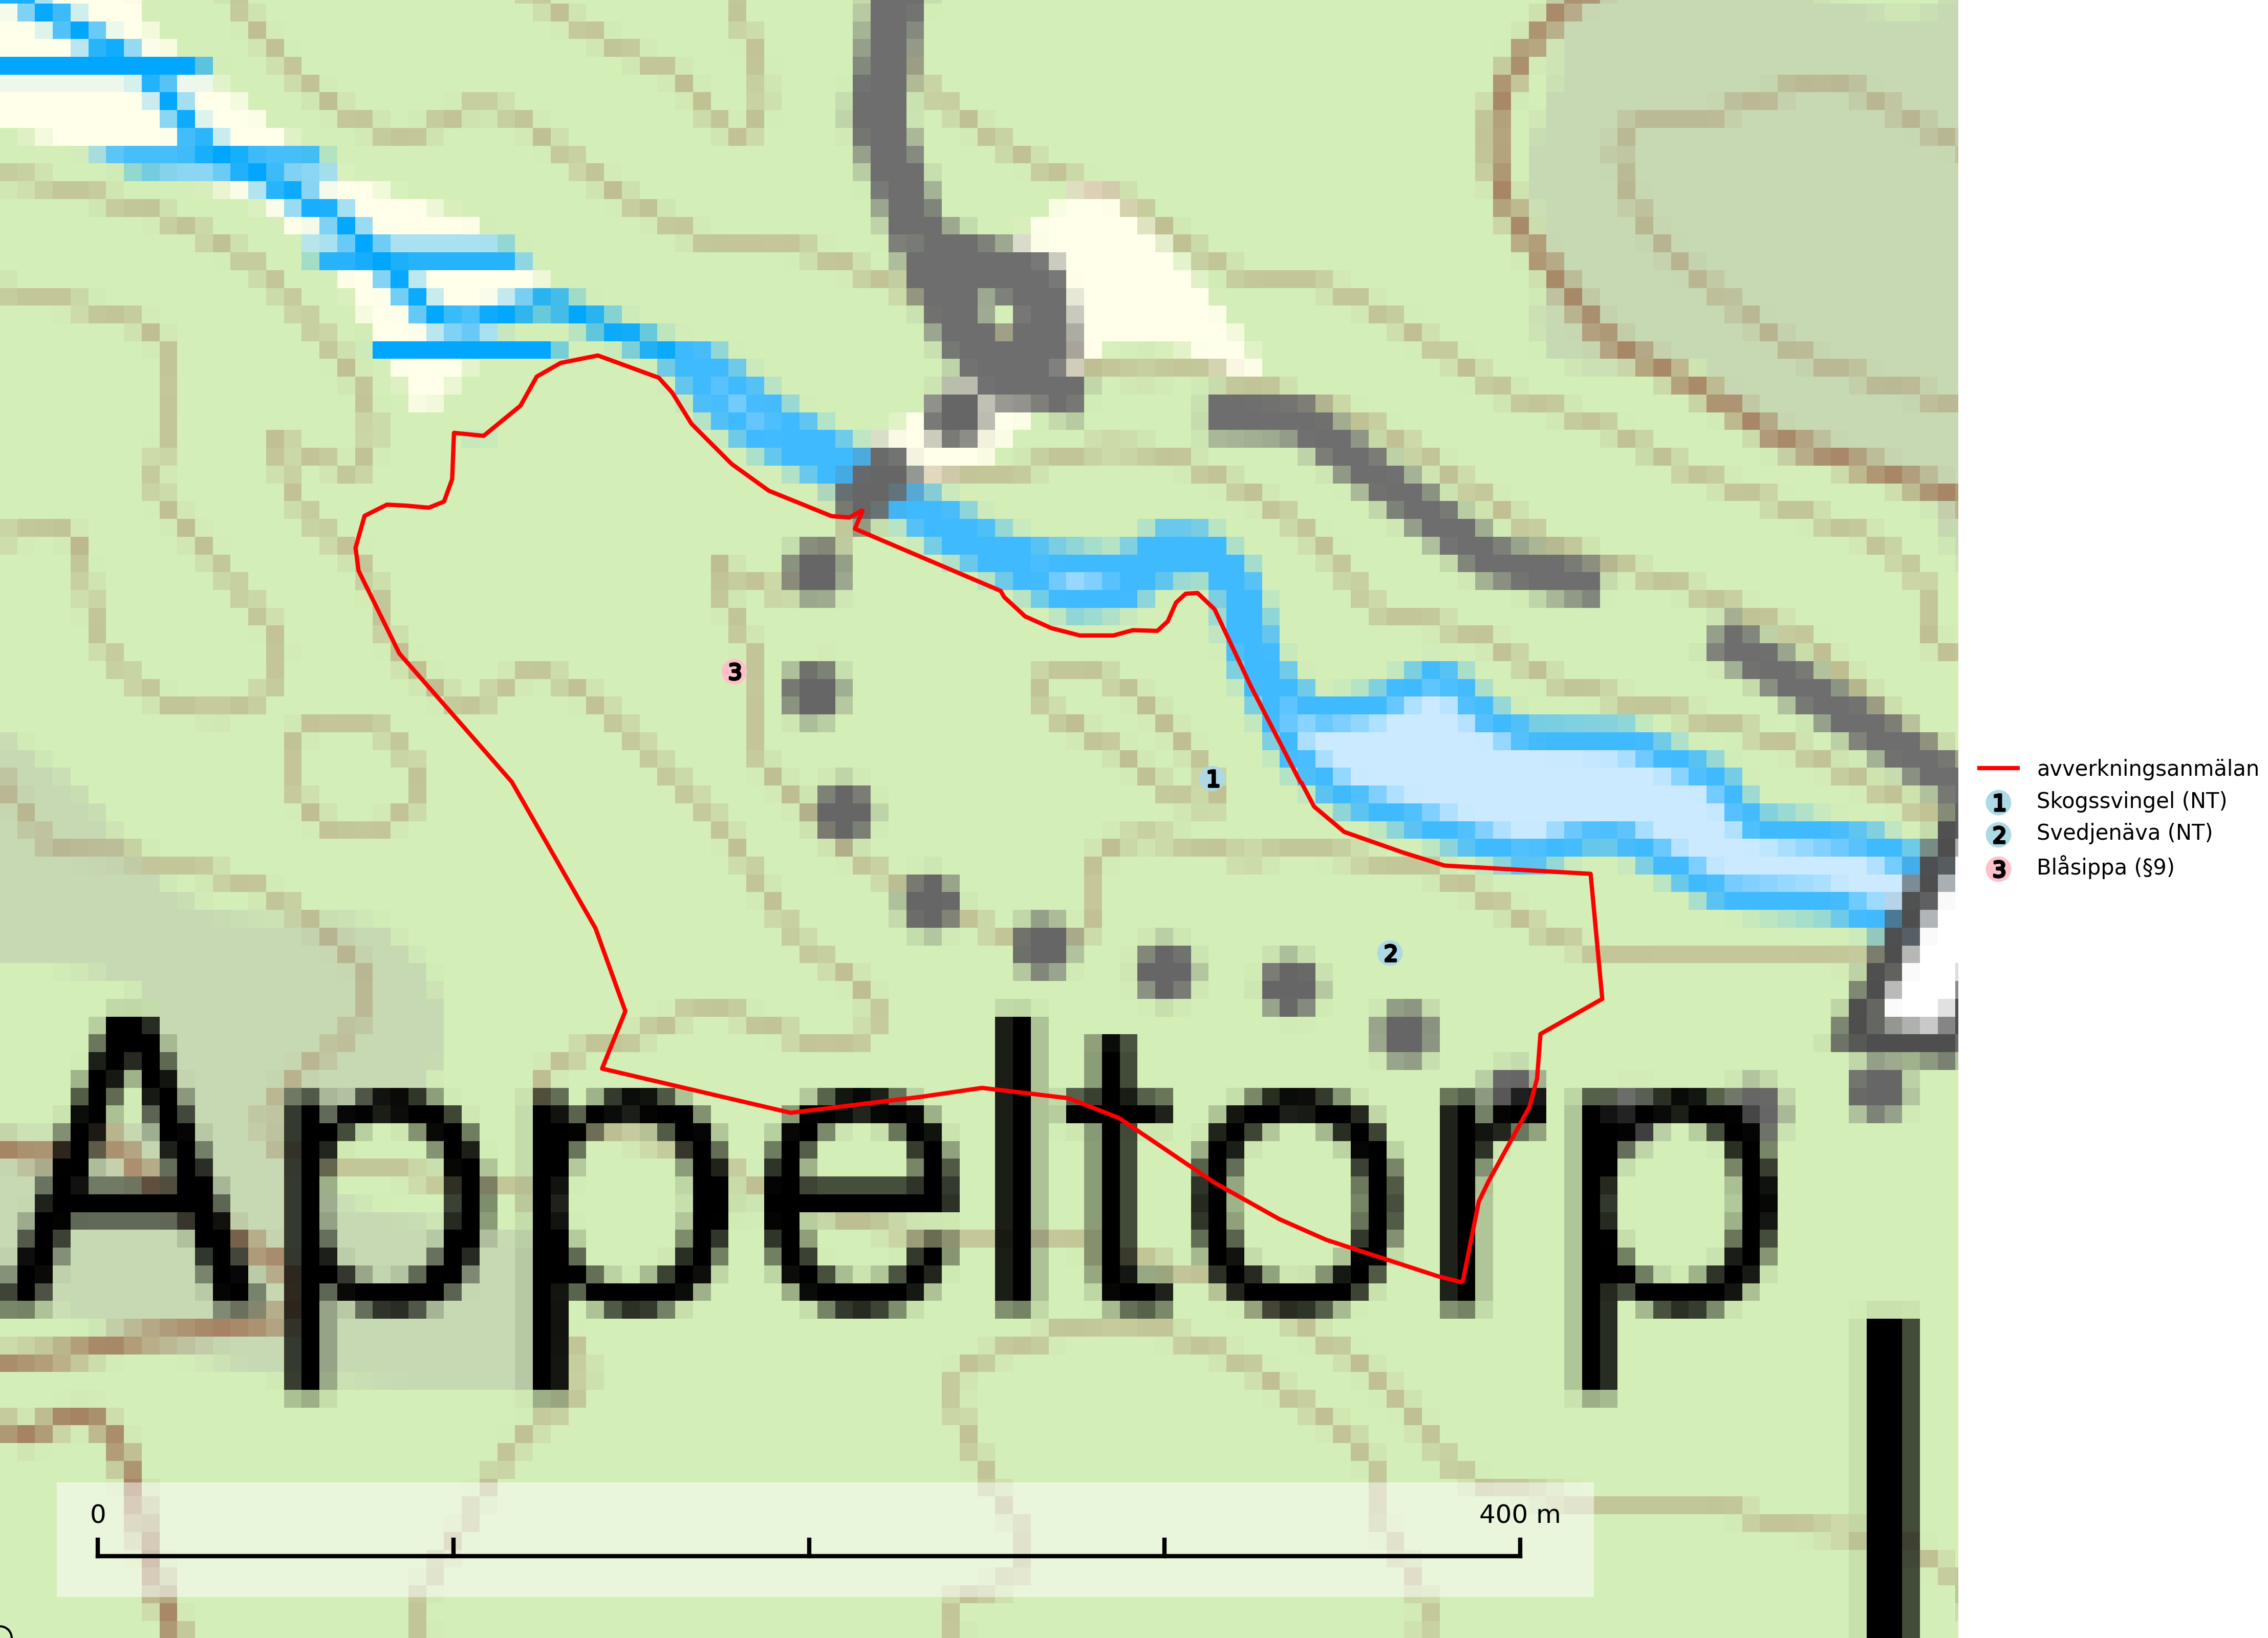 3
1
2
Appeltorp
0
400 m
avverkningsanmälan
1 Skogssvingel (NT)
2 Svedjenäva (NT)
3 Blåsippa (§9)